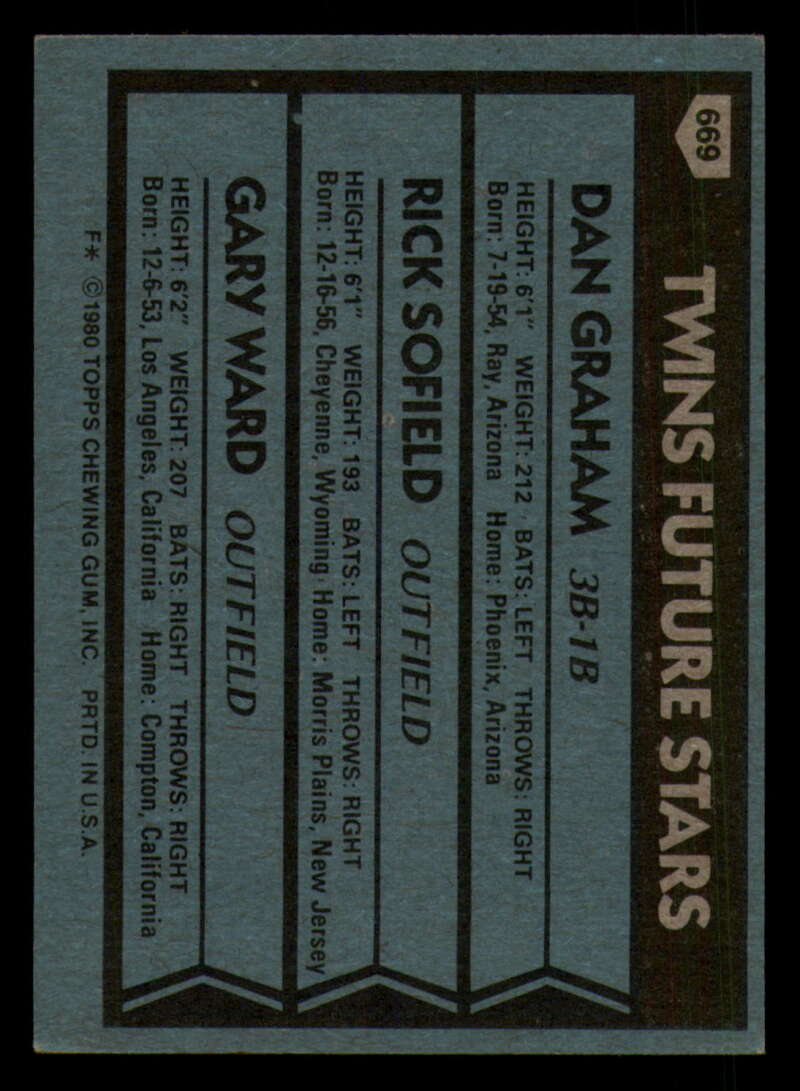 669
TWINS FUTURE STARS
DAN GRAHAM 3B-1B
HEIGHT: 6'1" WEIGHT: 212 BATS: LEFT THROWS: RIGHT
Born: 7-19-54, Ray, Arizona Home: Phoenix, Arizona
RICK SOFIELD OUTFIELD
HEIGHT: 6'1" WEIGHT: 193 BATS: LEFT THROWS: RIGHT
Born: 12-16-56, Cheyenne, Wyoming Home: Morris Plains, New Jersey
GARY WARD OUTFIELD
HEIGHT: 6'2" WEIGHT: 207 BATS: RIGHT THROWS: RIGHT
Born: 12-6-53, Los Angeles, California Home: Compton, California
F* ©1980 TOPPS CHEWING GUM, INC. PRTD. IN U.S.A.